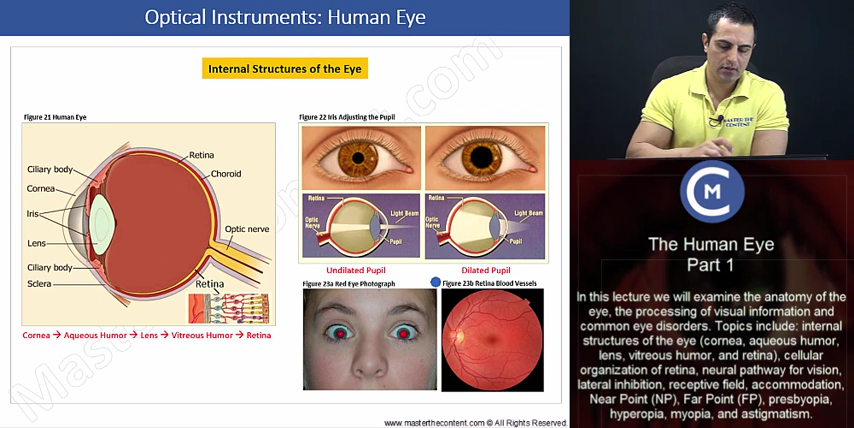 Optical Instruments: Human Eye
Internal Structures of the Eye
Figure 21 Human Eye
Ciliary body
Cornea
Iris
Lens
Ciliary body
Sclera
Retina
Choroid
Optic nerve
Retina
Cornea → Aqueous Humor → Lens → Vitreous Humor → Retina
Figure 22 Iris Adjusting the Pupil
Retina
Optic
Nerve
Light Beam
Pupil
Undilated Pupil
Retina
Optic
Nerve
Light Beam
Pupil
Dilated Pupil
Figure 23a Red Eye Photograph
Figure 23b Retina Blood Vessels
www.masterthecontent.com © All Rights Reserved.
MASTER THE
CONTENT
C M
The Human Eye
Part 1
In this lecture we will examine the anatomy of the
eye, the processing of visual information and
common eye disorders. Topics include: internal
structures of the eye (cornea, aqueous humor,
lens, vitreous humor, and retina), cellular
organization of retina, neural pathway for vision,
lateral inhibition, receptive field, accommodation,
Near Point (NP), Far Point (FP), presbyopia,
hyperopia, myopia, and astigmatism.